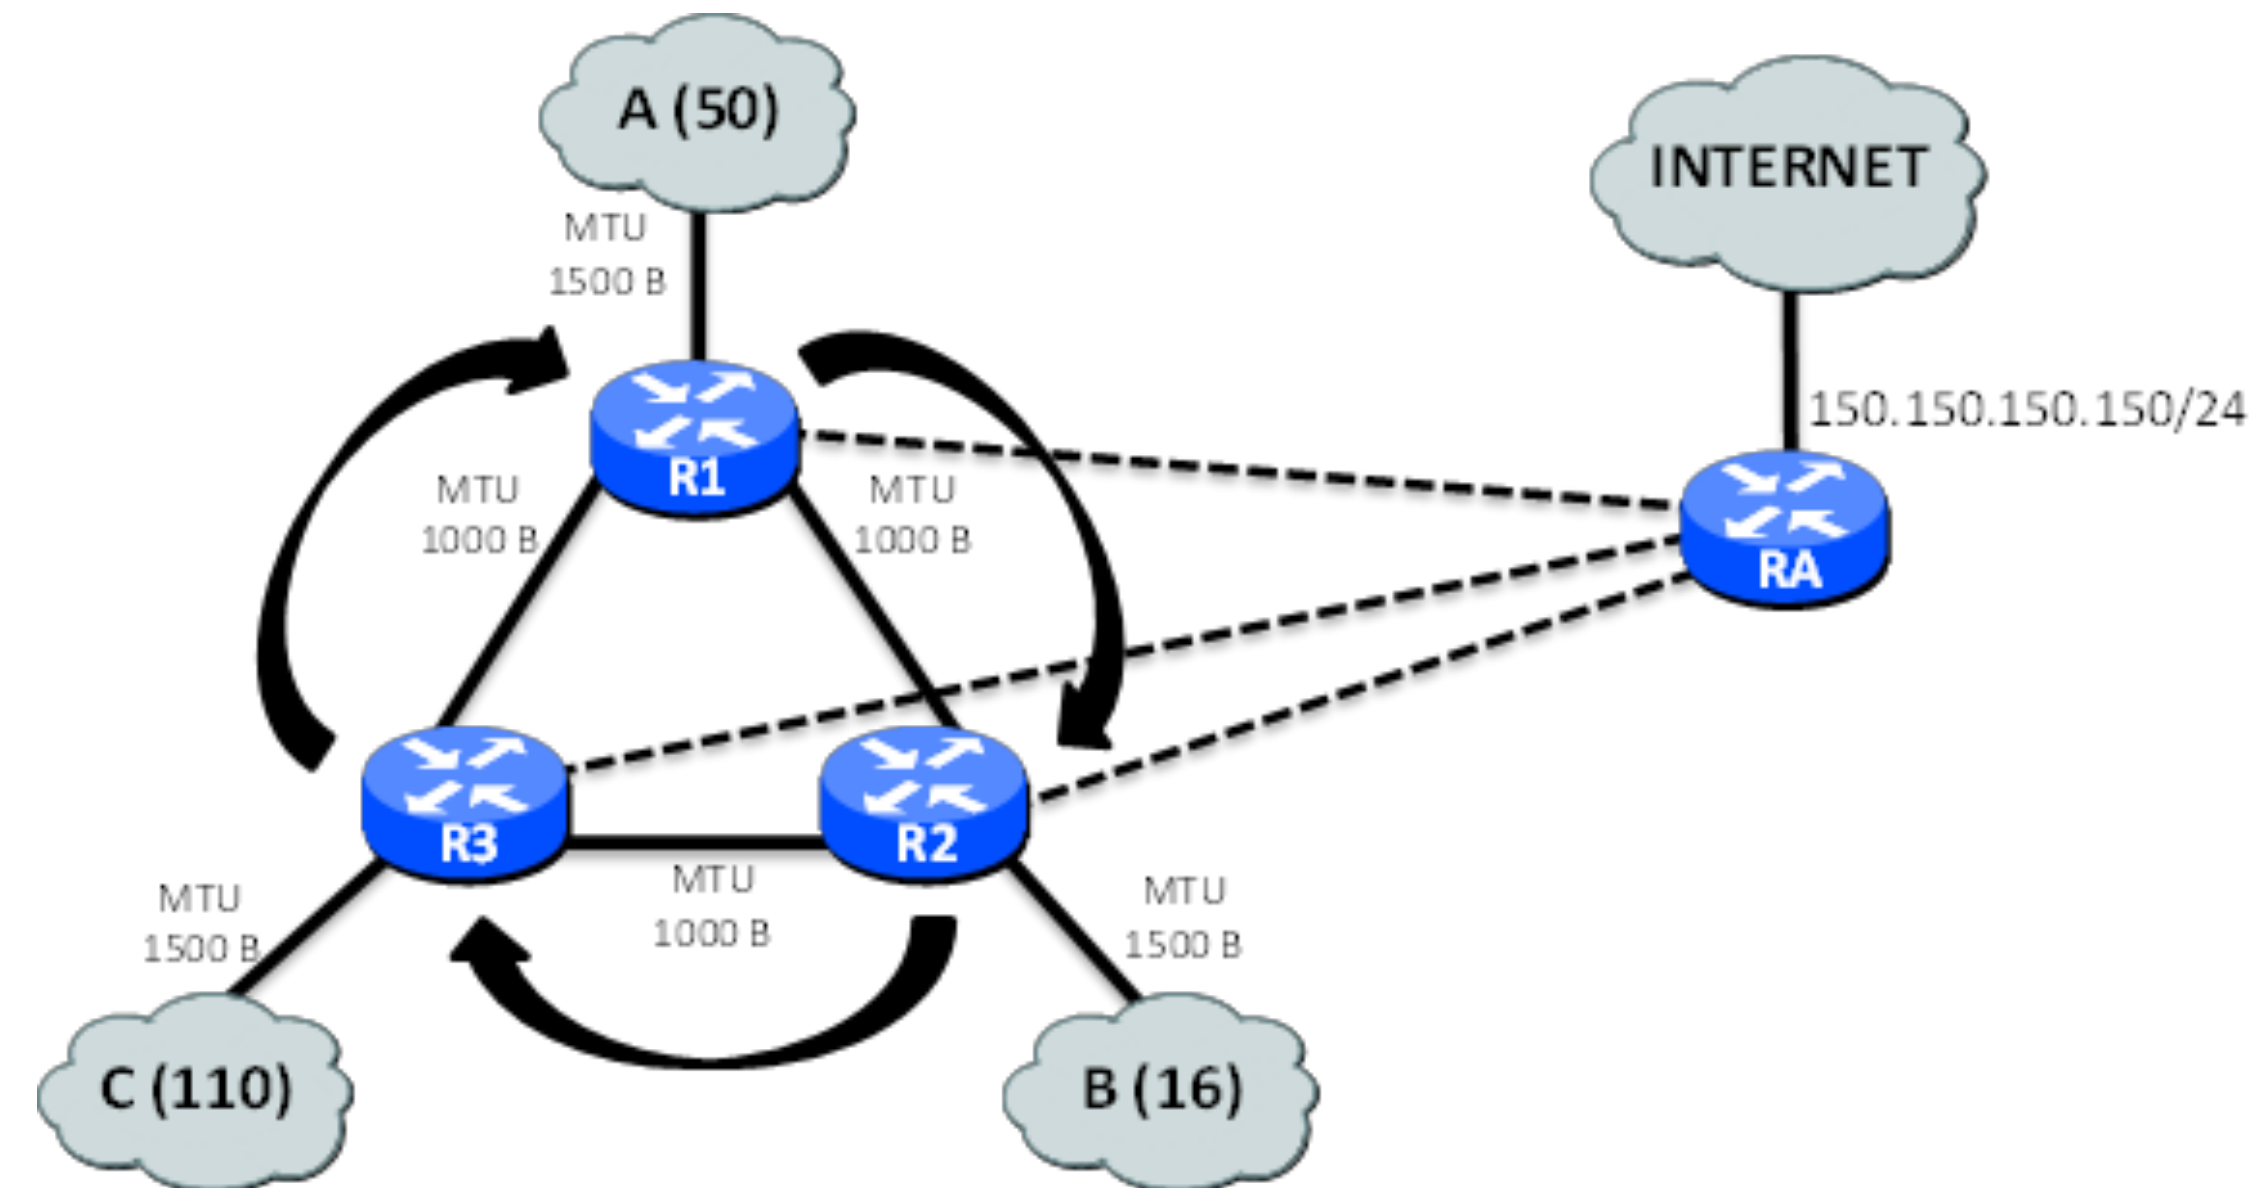 A (50)
INTERNET
MTU
1500 B
150.150.150.150/24
R1
MTU
1000 B
MTU
1000 B
RA
R3
R2
MTU
1000 B
MTU
1500 B
MTU
1500 B
C (110)
B (16)